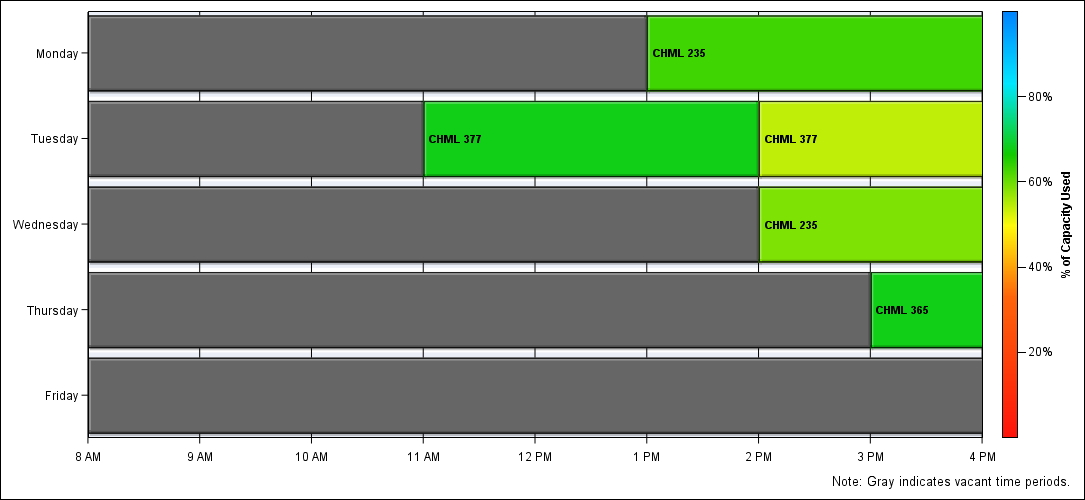 Monday
CHML 235
Tuesday
CHML 377
CHML 377
Wednesday
CHML 235
Thursday
CHML 365
Friday
8 AM 9 AM 10 AM 11 AM 12 PM 1 PM 2 PM 3 PM 4 PM
80%
60%
40%
20%
% of Capacity Used
Note: Gray indicates vacant time periods.